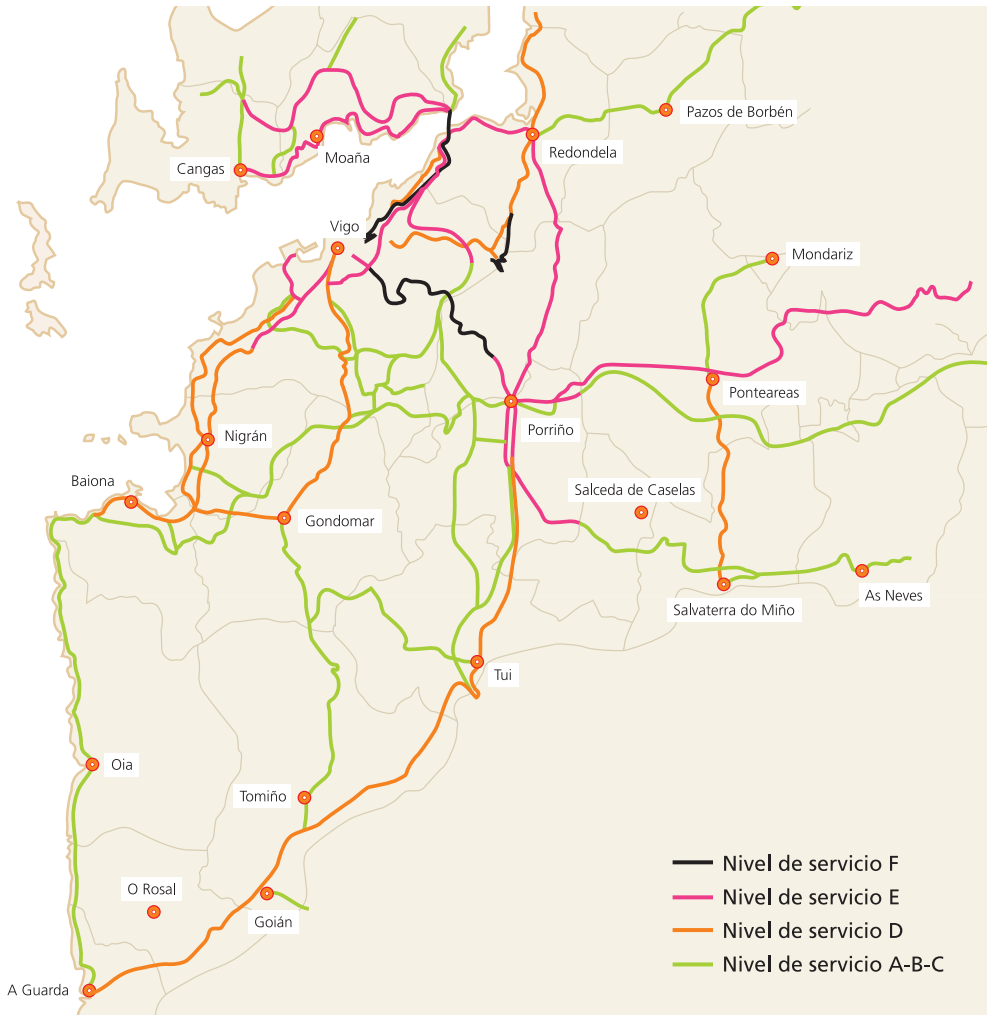 Pazos de Borbén
Redondela
Moaña
Cangas
Vigo
Mondariz
Ponteareas
Porriño
Nigrán
Baiona
Salceda de Caselas
Gondomar
As Neves
Salvaterra do Miño
Tui
Oia
Tomiño
O Rosal
Goián
A Guarda
Nivel de servicio F
Nivel de servicio E
Nivel de servicio D
Nivel de servicio A-B-C